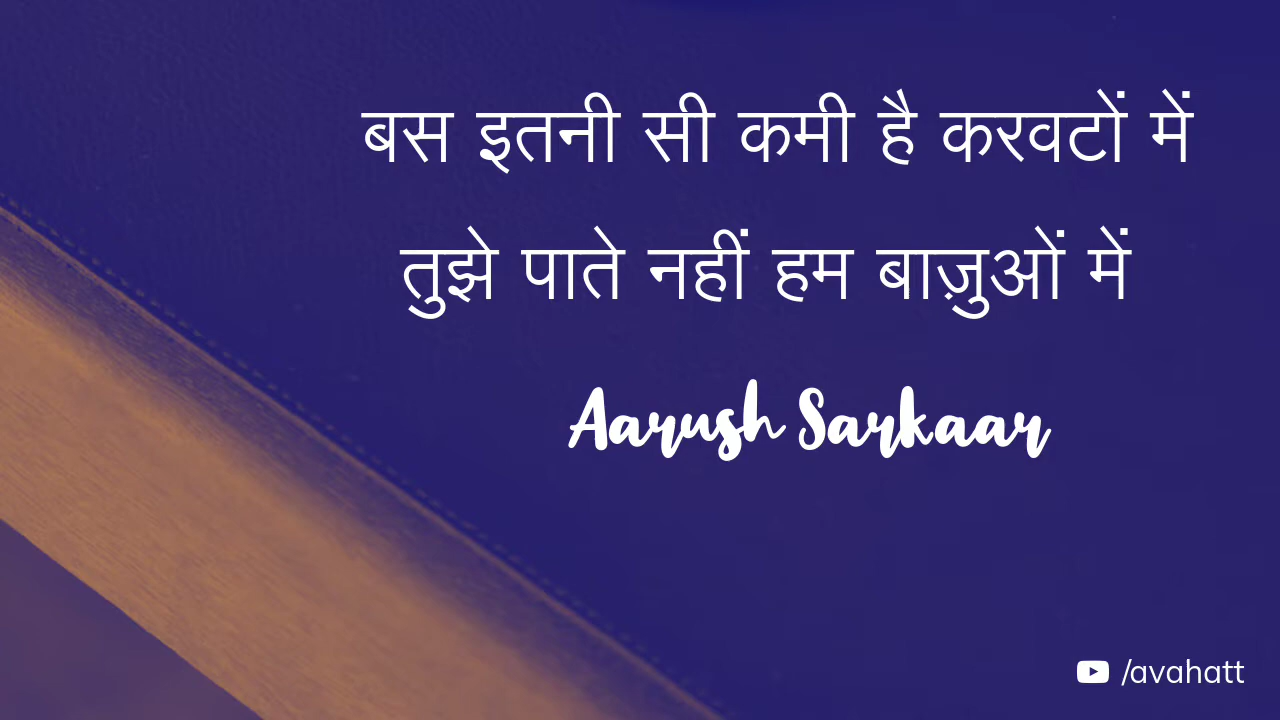 बस इतनी सी कमी है करवटों में
तुझे पाते नहीं हम बाज़ुओं में
Aarush Sarkaar
/avahatt